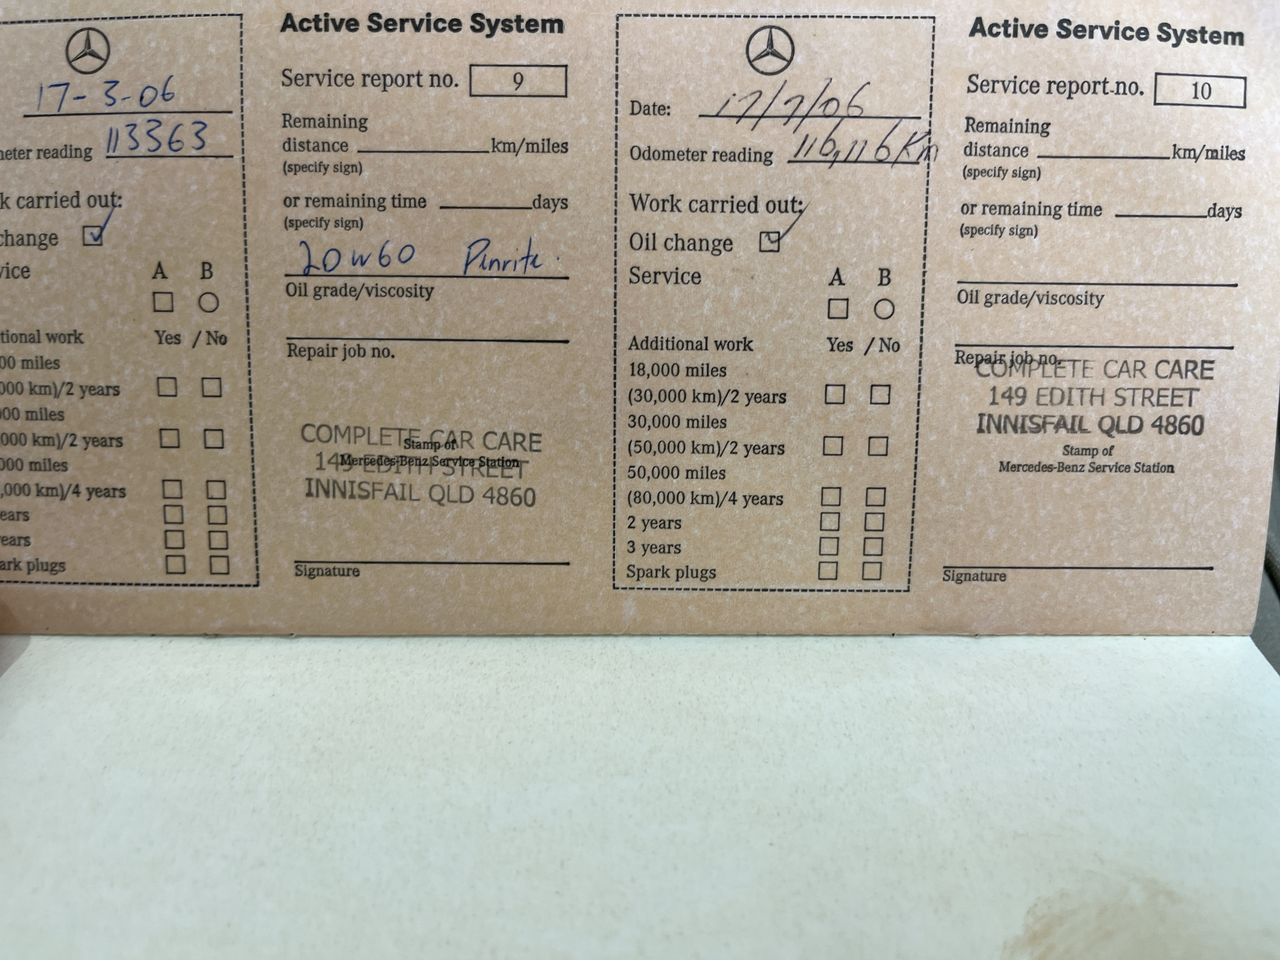 17-3-06
neter reading 113363
k carried out:
change
vice A B
tional work Yes / No
00 miles
000 km)/2 years
000 miles
000 km)/2 years
000 miles
,000 km)/4 years
ears
ears
ark plugs
Active Service System
Service report no. 9
Remaining
distance km/miles
(specify sign)
or remaining time days
(specify sign)
20W60 Penrite.
Oil grade/viscosity
Repair job no.
COMPLETE CAR CARE
Stamp of
Mercedes-Benz Service Station
149 EDITH STREET
INNISFAIL QLD 4860
Signature
Date: 17/7/06
Odometer reading 116,116 Km
Work carried out:
Oil change
Service A B
Additional work Yes / No
18,000 miles
(30,000 km)/2 years
30,000 miles
(50,000 km)/2 years
50,000 miles
(80,000 km)/4 years
2 years
3 years
Spark plugs
Active Service System
Service report no. 10
Remaining
distance km/miles
(specify sign)
or remaining time days
(specify sign)
Oil grade/viscosity
Repair job no.
COMPLETE CAR CARE
149 EDITH STREET
INNISFAIL QLD 4860
Stamp of
Mercedes-Benz Service Station
Signature